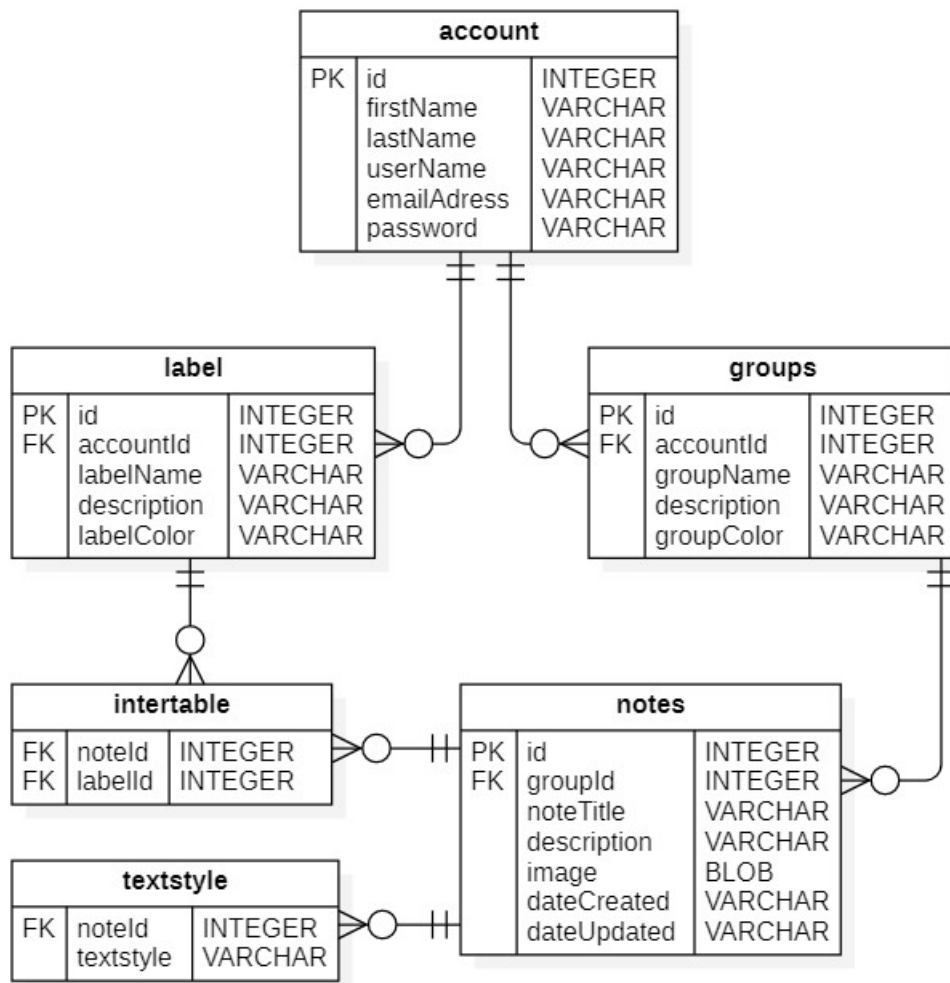 account
PK id INTEGER
firstName VARCHAR
lastName VARCHAR
userName VARCHAR
emailAdress VARCHAR
password VARCHAR
label
PK id INTEGER
FK accountId INTEGER
labelName VARCHAR
description VARCHAR
labelColor VARCHAR
groups
PK id INTEGER
FK accountId INTEGER
groupName VARCHAR
description VARCHAR
groupColor VARCHAR
intertable
FK noteId INTEGER
FK labelId INTEGER
notes
PK id INTEGER
FK groupId INTEGER
noteTitle VARCHAR
description VARCHAR
image BLOB
dateCreated VARCHAR
dateUpdated VARCHAR
textstyle
FK noteId INTEGER
textstyle VARCHAR